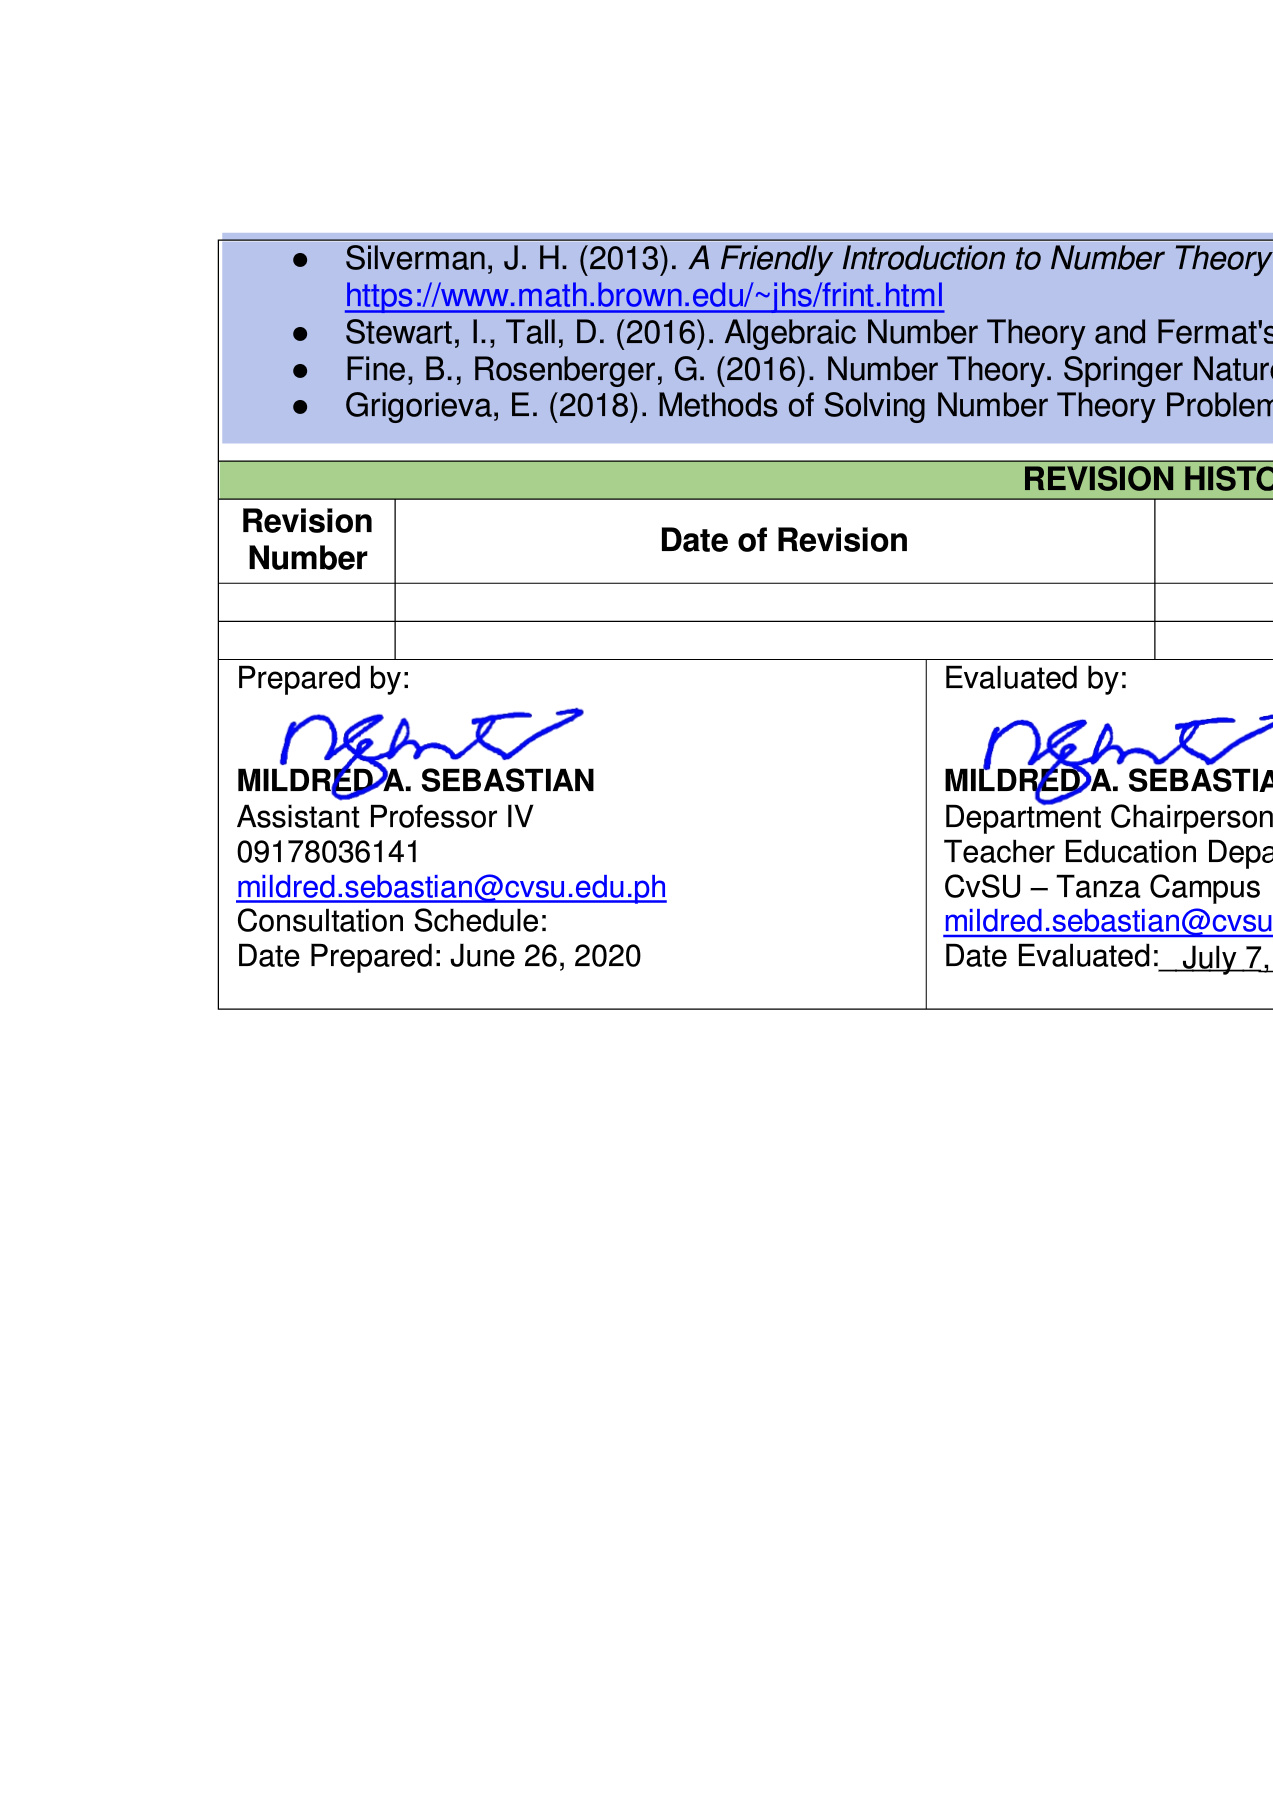 ● Silverman, J. H. (2013). A Friendly Introduction to Number Theory
https://www.math.brown.edu/~jhs/frint.html
● Stewart, I., Tall, D. (2016). Algebraic Number Theory and Fermat's
● Fine, B., Rosenberger, G. (2016). Number Theory. Springer Nature
● Grigorieva, E. (2018). Methods of Solving Number Theory Problem
REVISION HISTO
Revision
Number
Date of Revision
Prepared by:
MILDRED A. SEBASTIAN
Assistant Professor IV
09178036141
mildred.sebastian@cvsu.edu.ph
Consultation Schedule:
Date Prepared: June 26, 2020
Evaluated by:
MILDRED A. SEBASTIA
Department Chairperson
Teacher Education Depa
CvSU – Tanza Campus
mildred.sebastian@cvsu
Date Evaluated: July 7,